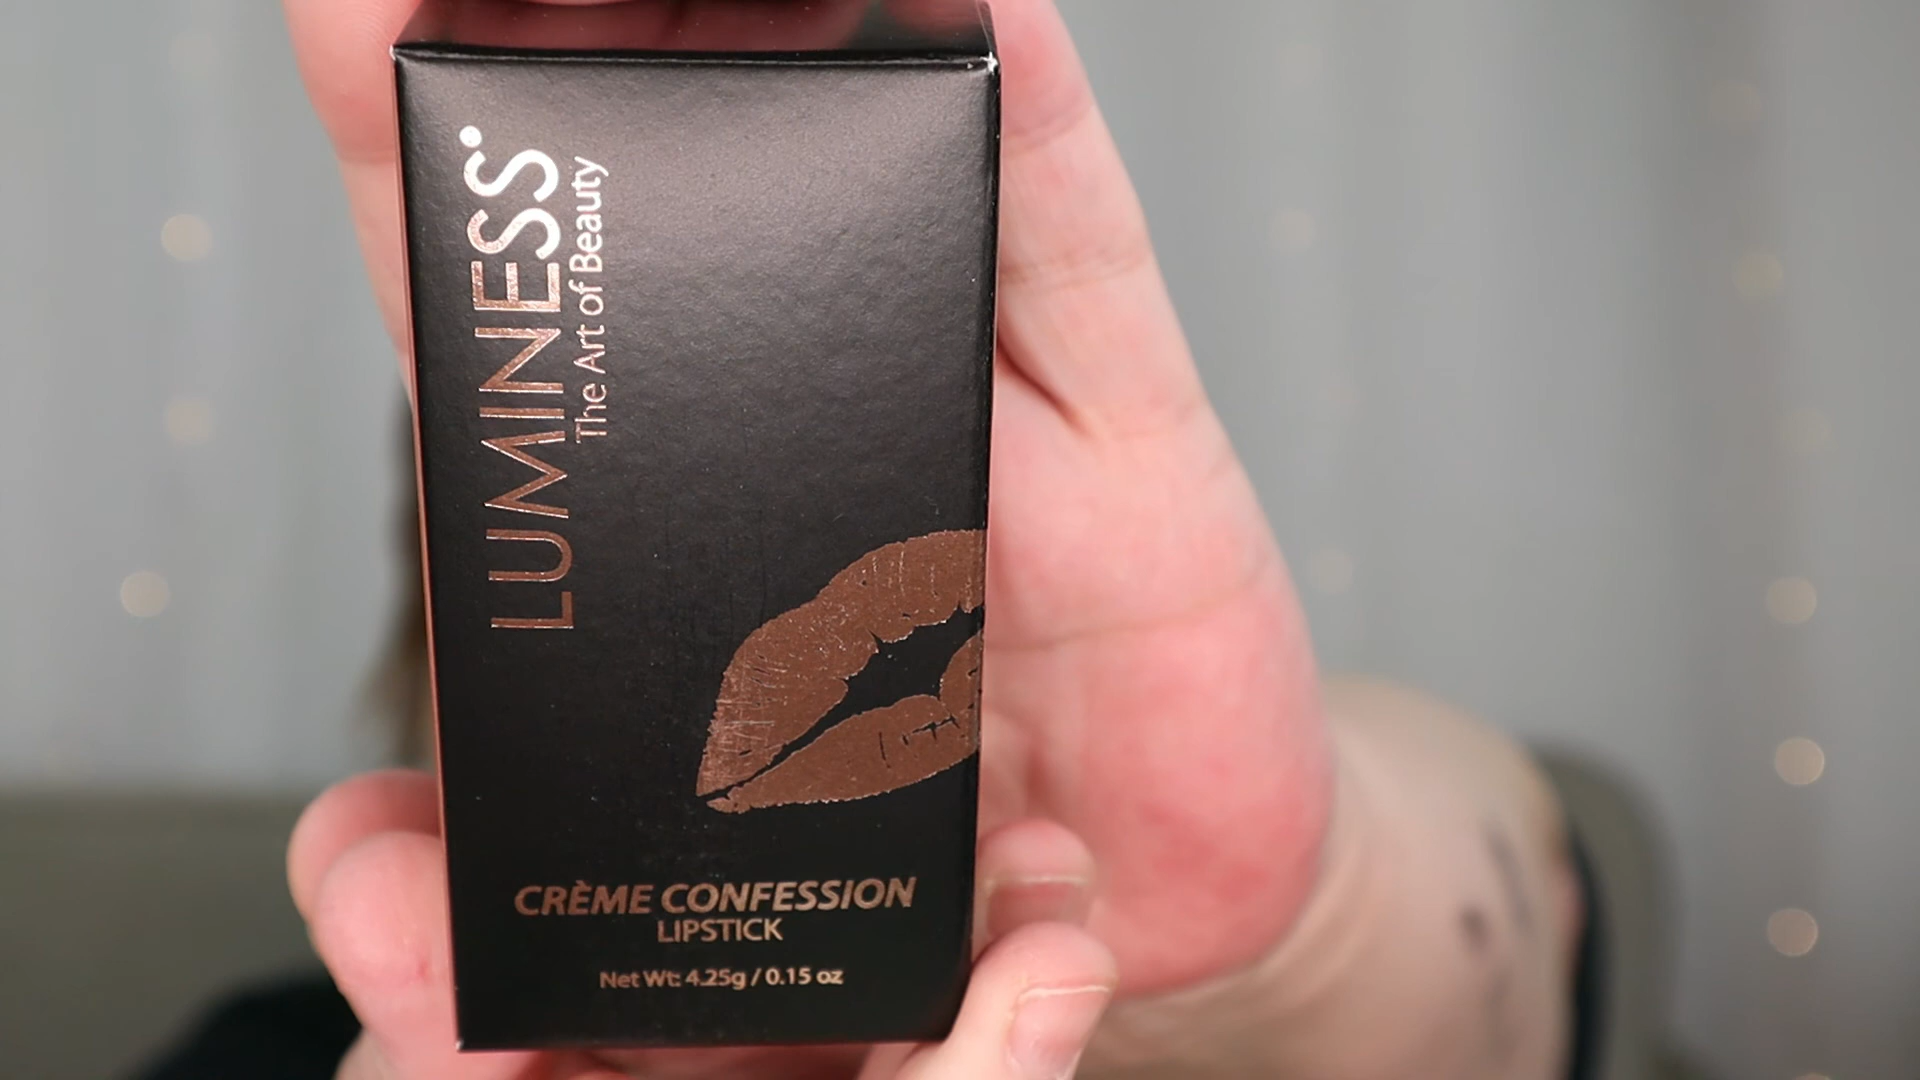 LUMINESS
The Art of Beauty
CRÈME CONFESSION
LIPSTICK
Net Wt: 4.25g / 0.15 oz